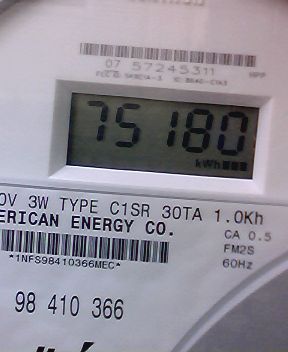 07 57245311
HPP
75180
kWh
0V 3W TYPE C1SR 30TA 1.0Kh
ERICAN ENERGY CO.
CA 0.5
FM2S
60Hz
*1NFS98410366MEC*
98 410 366